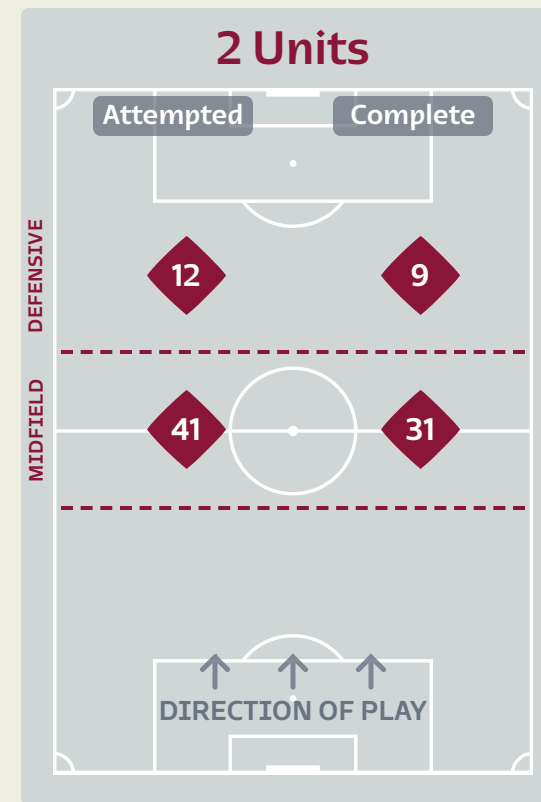 2 Units
Attempted Complete
DEFENSIVE
12 9
MIDFIELD
41 31
DIRECTION OF PLAY